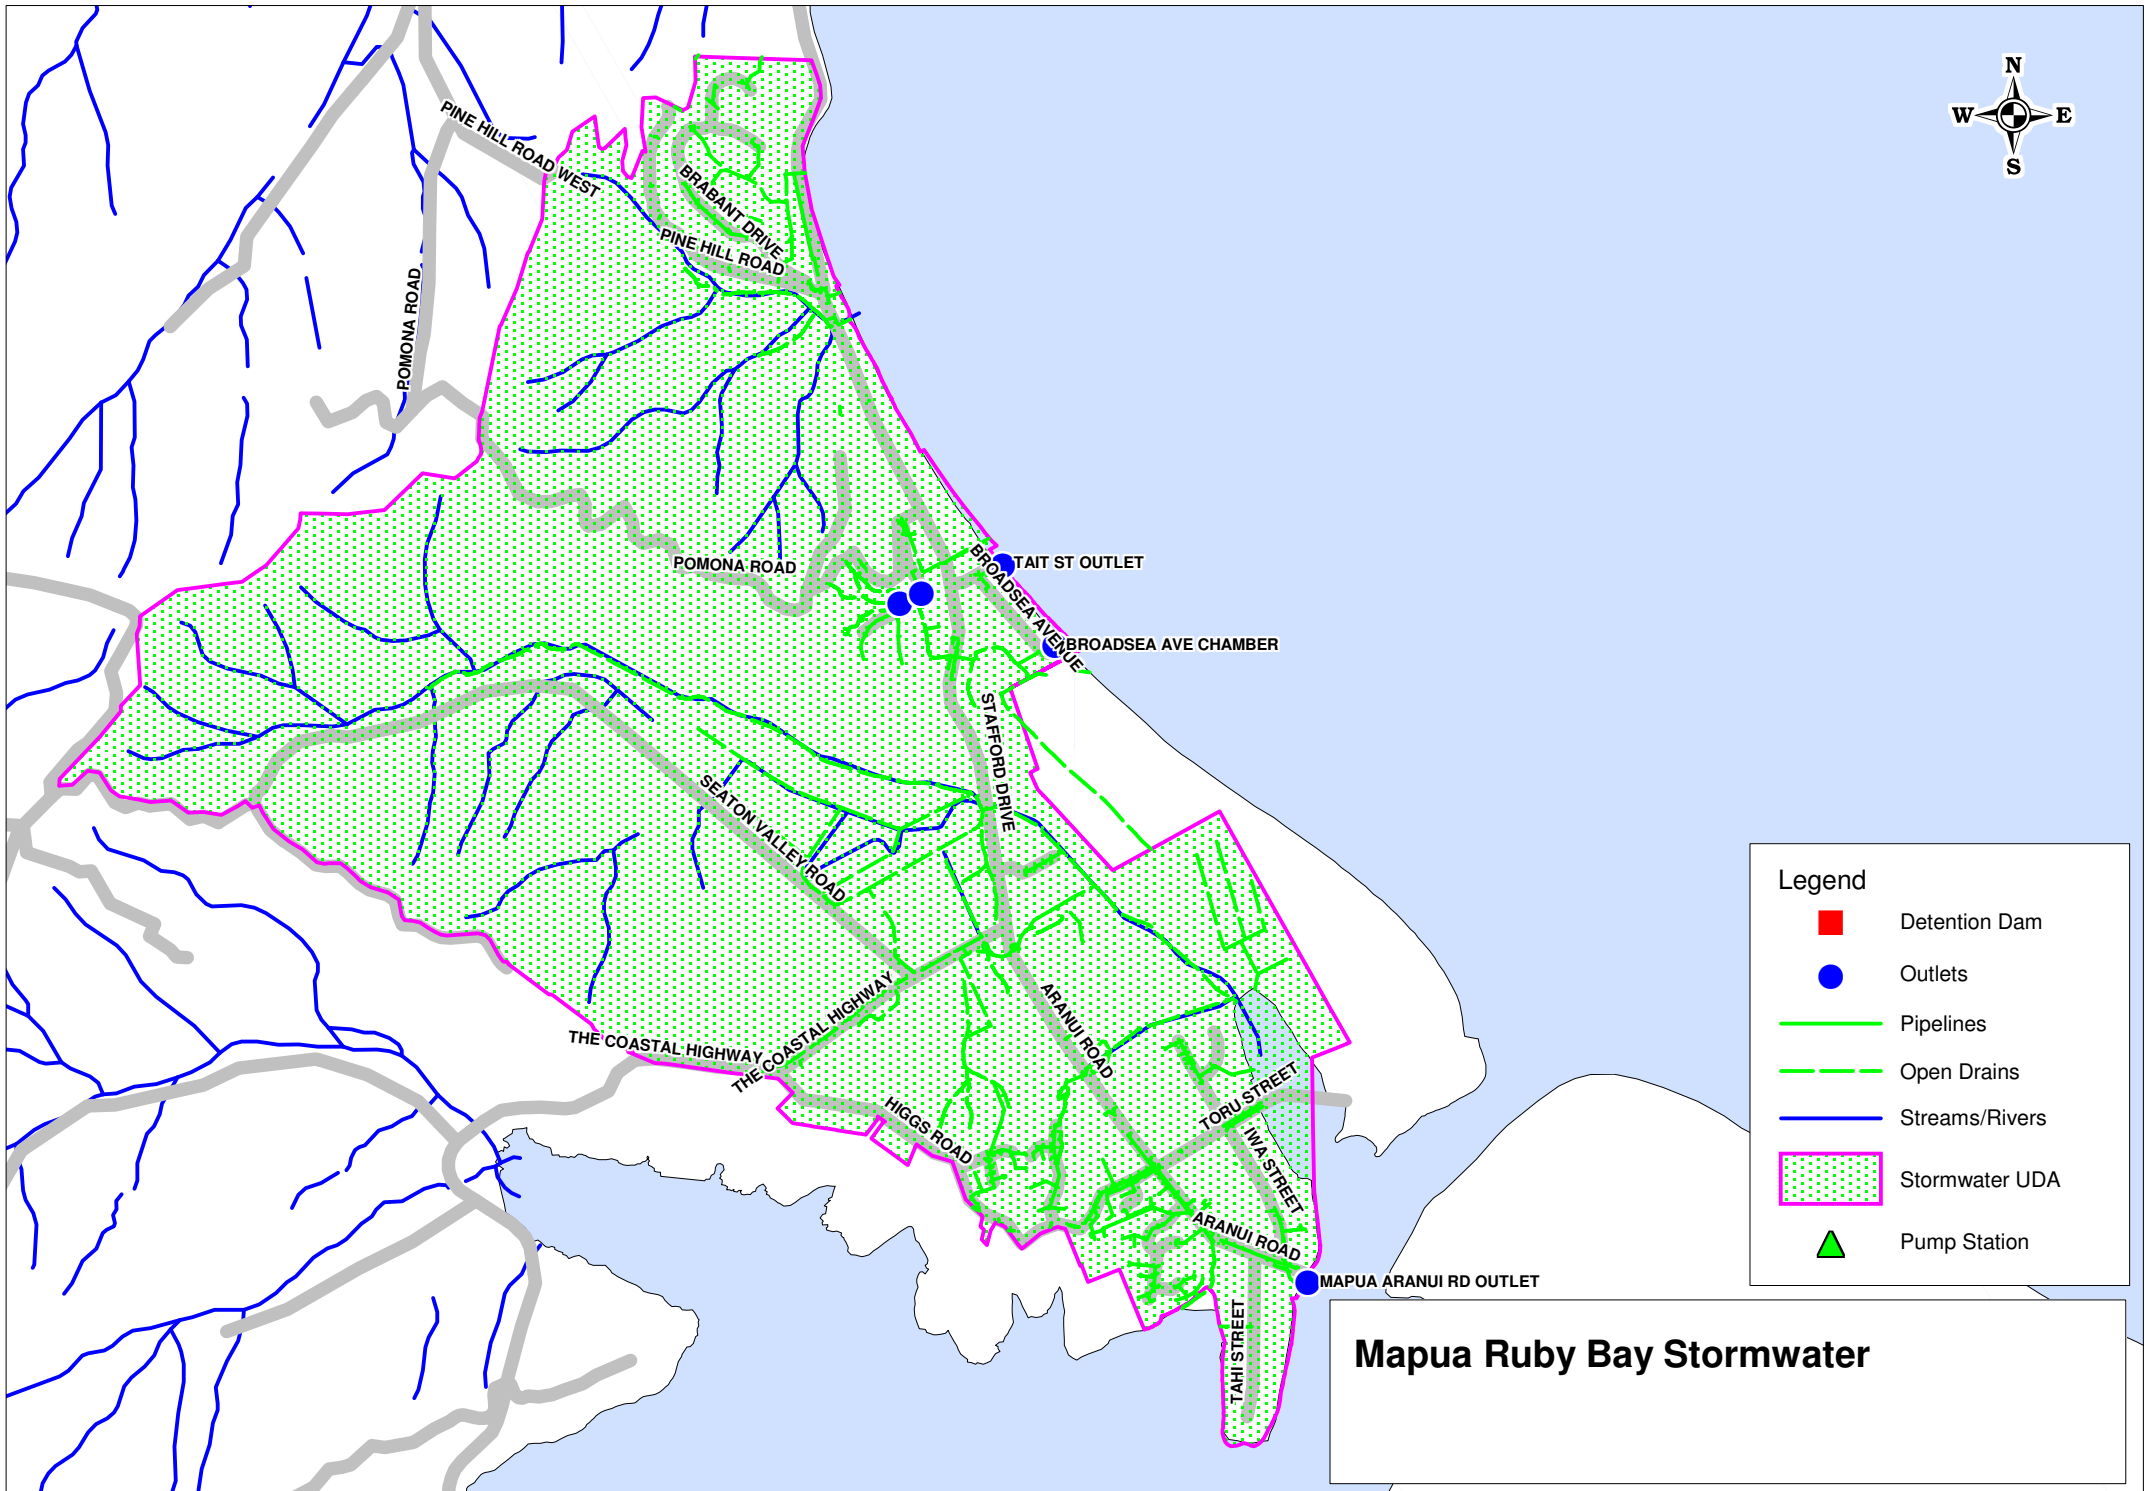 N
W E
S
PINE HILL ROAD WEST
BRABANT DRIVE
PINE HILL ROAD
POMONA ROAD
POMONA ROAD
TAIT ST OUTLET
BROADSEA AVENUE
BROADSEA AVE CHAMBER
STAFFORD DRIVE
SEATON VALLEY ROAD
THE COASTAL HIGHWAY
THE COASTAL HIGHWAY
ARANUI ROAD
HIGGS ROAD
TORU STREET
IWA STREET
ARANUI ROAD
MAPUA ARANUI RD OUTLET
TAHI STREET
Legend
Detention Dam
Outlets
Pipelines
Open Drains
Streams/Rivers
Stormwater UDA
Pump Station
Mapua Ruby Bay Stormwater